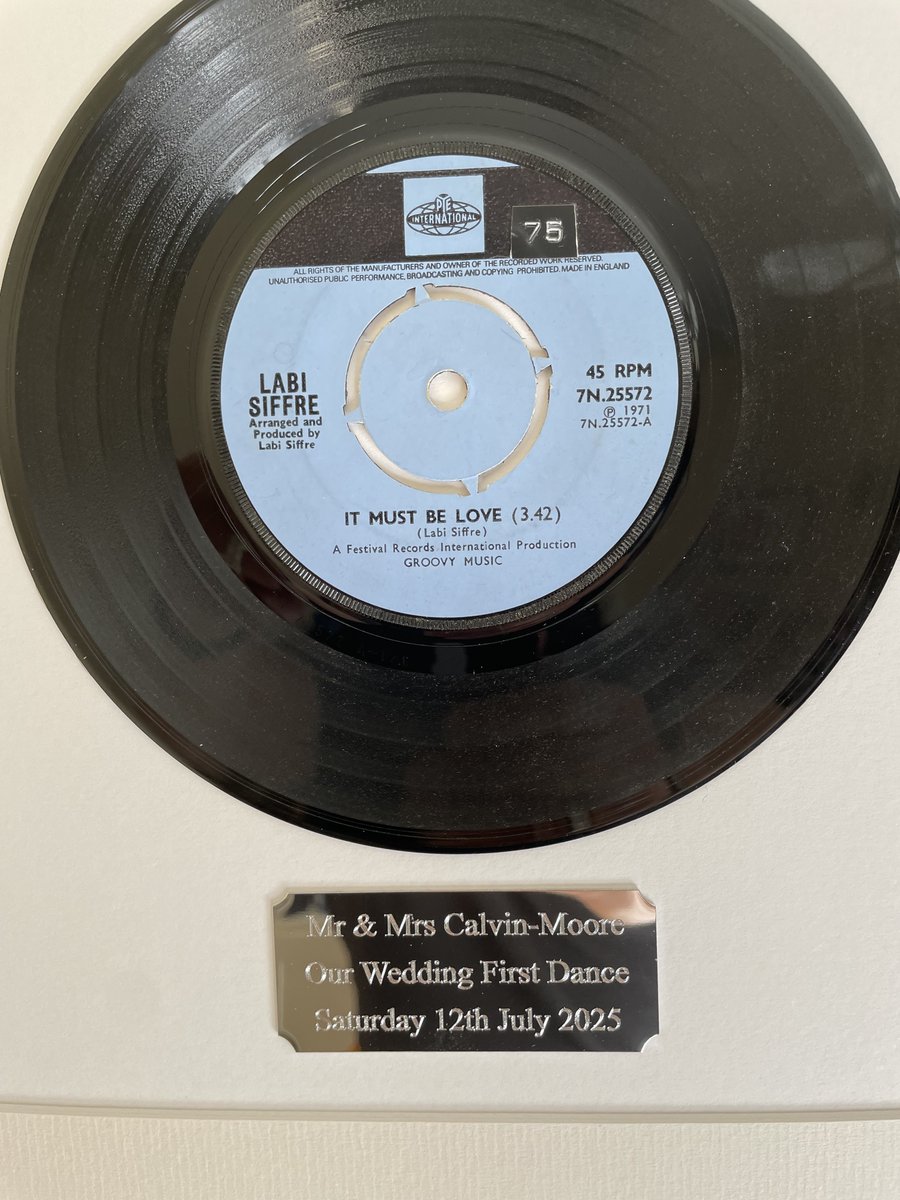 PYE
INTERNATIONAL
75
ALL RIGHTS OF THE MANUFACTURERS AND OWNER OF THE RECORDED WORK RESERVED.
UNAUTHORISED PUBLIC PERFORMANCE, BROADCASTING AND COPYING PROHIBITED. MADE IN ENGLAND
LABI
SIFFRE
Arranged and
Produced by
Labi Siffre
45 RPM
7N.25572
Ⓟ 1971
7N.25572-A
IT MUST BE LOVE (3.42)
(Labi Siffre)
A Festival Records International Production
GROOVY MUSIC
Mr & Mrs Calvin-Moore
Our Wedding First Dance
Saturday 12th July 2025